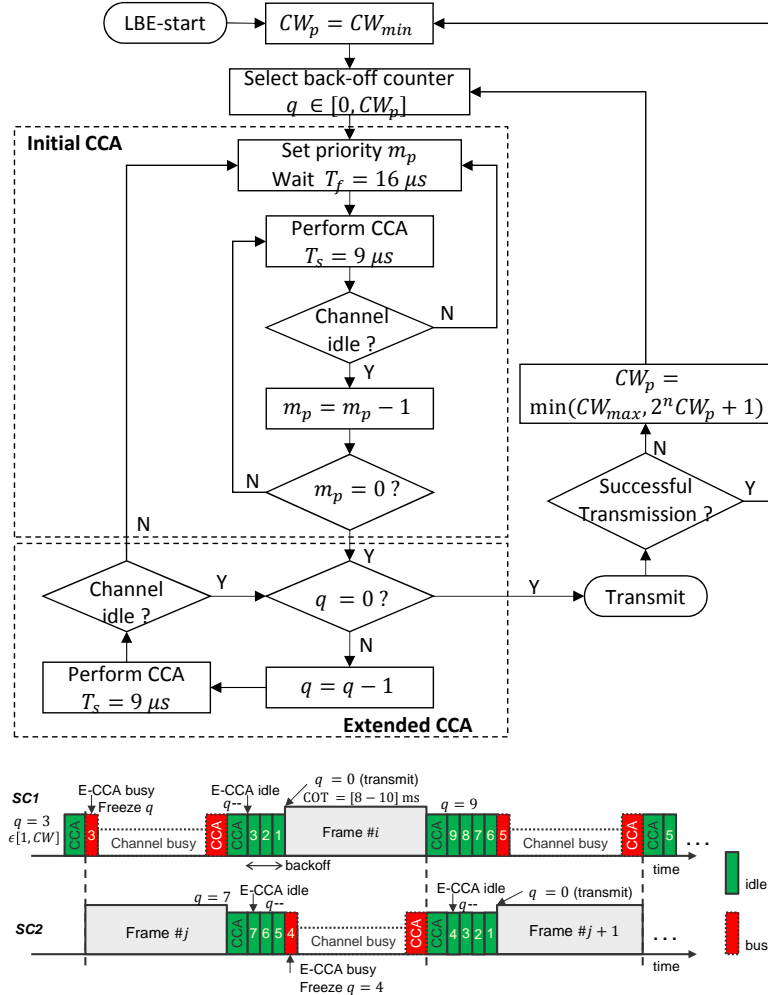 LBE-start
CW_p = CW_min
Select back-off counter
q ∈ [0, CW_p]
Initial CCA
Set priority m_p
Wait T_f = 16 μs
Perform CCA
T_s = 9 μs
Channel
idle ?
N
Y
m_p = m_p − 1
CW_p =
min(CW_max, 2^n CW_p + 1)
N
m_p = 0 ?
N
Successful
Transmission ?
Y
N
Y
Channel
idle ?
Y
q = 0 ?
Y
Transmit
N
Perform CCA
T_s = 9 μs
q = q − 1
Extended CCA
SC1
q = 3
ϵ[1, CW]
E-CCA busy
Freeze q
E-CCA idle
q--
q = 0 (transmit)
COT = [8 − 10] ms
q = 9
CCA 3 Channel busy CCA CCA 3 2 1 Frame #i CCA 9 8 7 6 5 Channel busy CCA CCA 5 ...
backoff
time
idle
q = 7
E-CCA idle
q--
E-CCA idle
q--
q = 0 (transmit)
SC2
Frame #j CCA 7 6 5 4 Channel busy CCA CCA 4 3 2 1 Frame #j + 1 ...
bus
time
E-CCA busy
Freeze q = 4